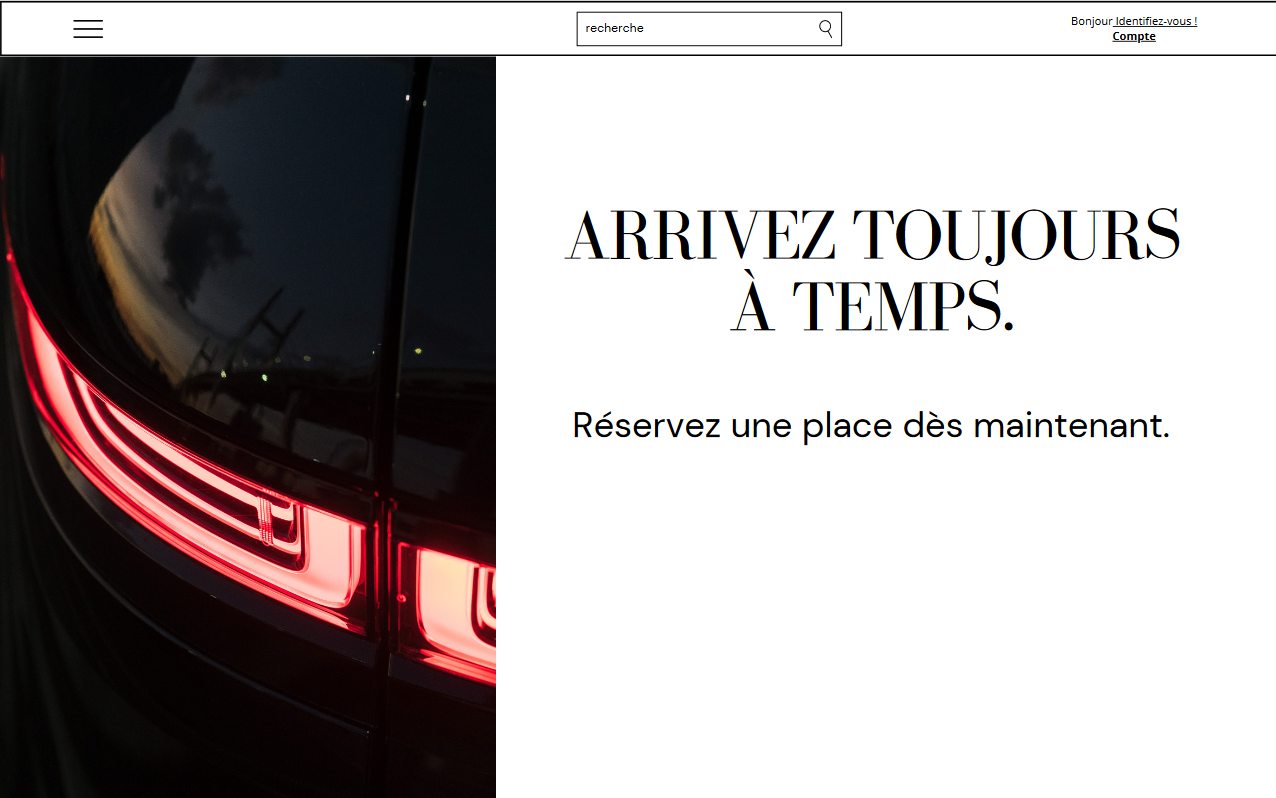 recherche
Bonjour Identifiez-vous !
Compte
ARRIVEZ TOUJOURS
À TEMPS.
Réservez une place dès maintenant.